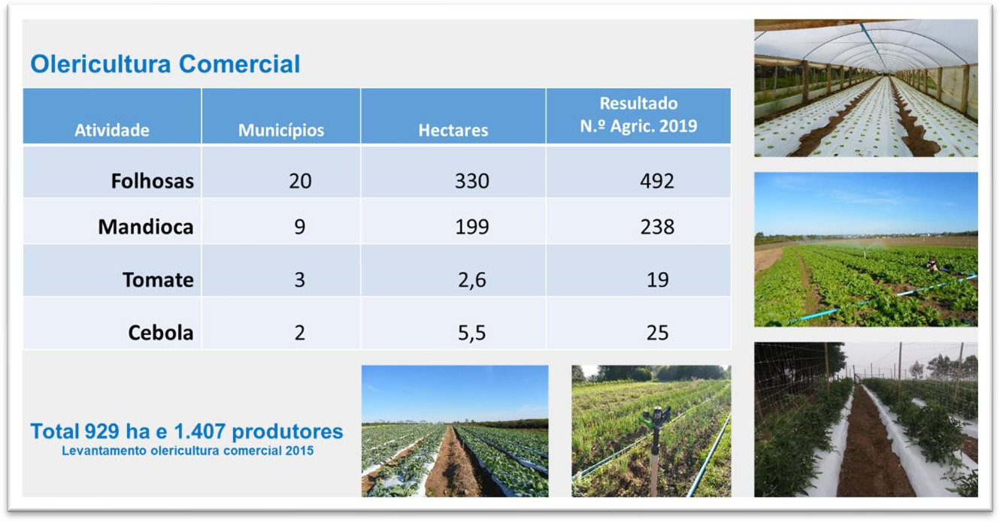 Olericultura Comercial
Atividade Municípios Hectares Resultado
N.º Agric. 2019
Folhosas 20 330 492
Mandioca 9 199 238
Tomate 3 2,6 19
Cebola 2 5,5 25
Total 929 ha e 1.407 produtores
Levantamento olericultura comercial 2015